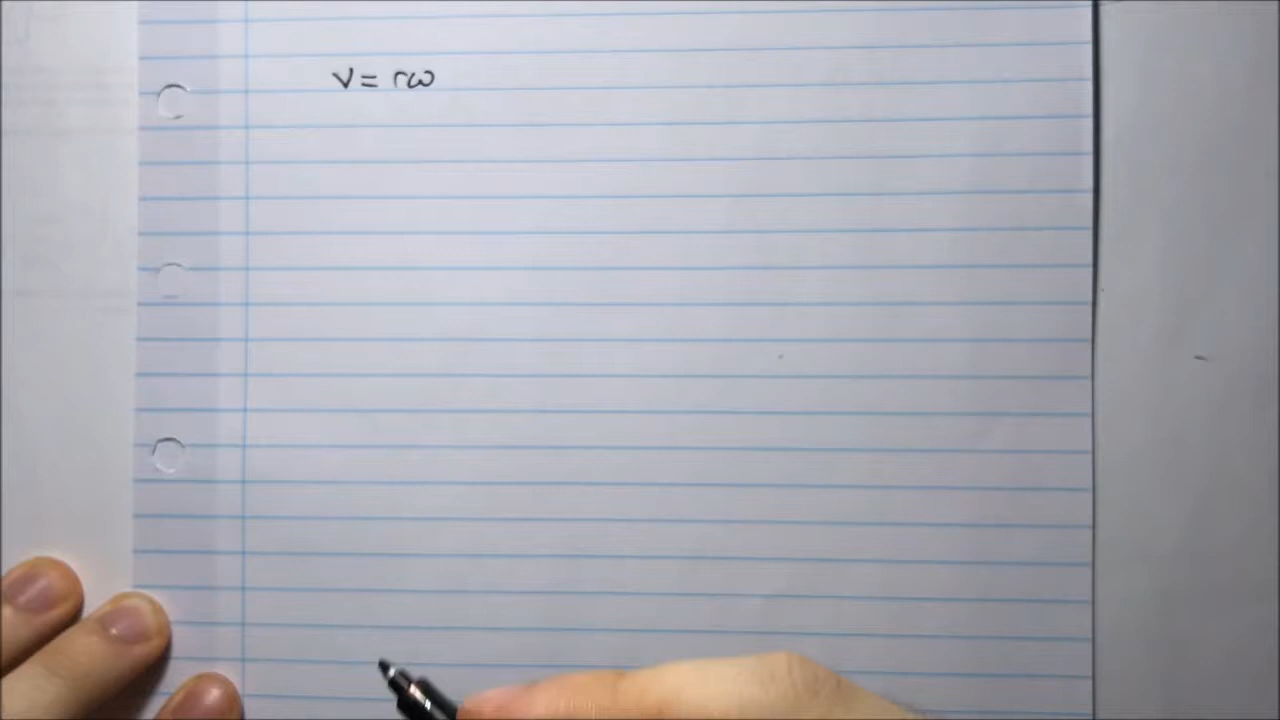 v = rω